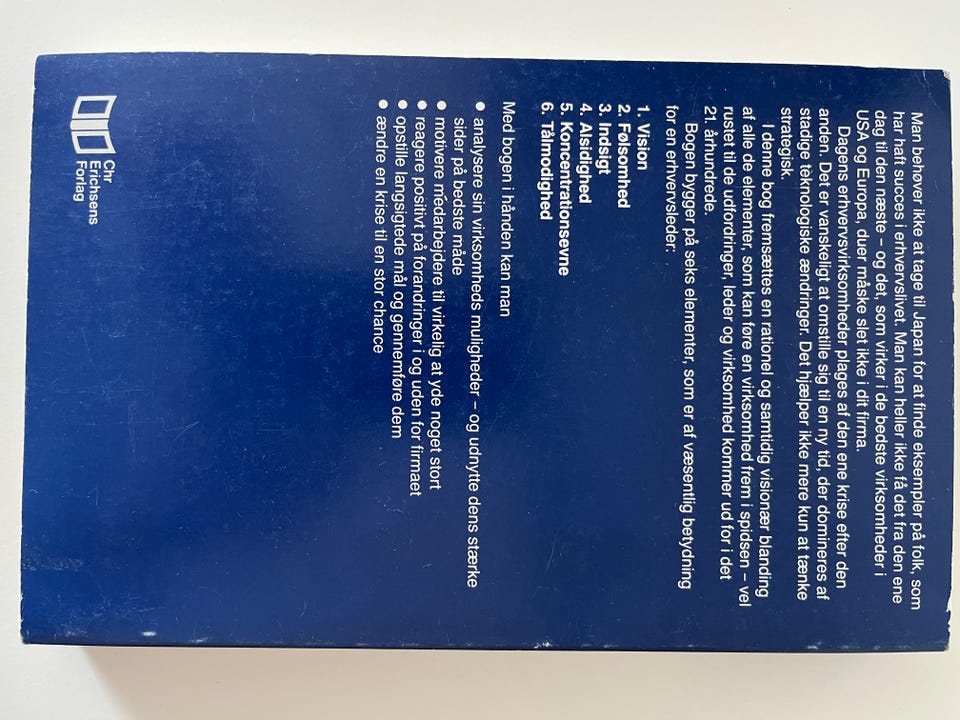 Man behøver ikke at tage til Japan for at finde eksempler på folk, som
har haft succes i erhvervslivet. Man kan heller ikke få det fra den ene
dag til den næste – og det, som virker i de bedste virksomheder i
USA og Europa, duer måske slet ikke i dit firma.
Dagens erhvervsvirksomheder plages af den ene krise efter den
anden. Det er vanskeligt at omstille sig til en ny tid, der domineres af
stadige teknologiske ændringer. Det hjælper ikke mere kun at tænke
strategisk.
I denne bog fremsættes en rationel og samtidig visionær blanding
af alle de elementer, som kan føre en virksomhed frem i spidsen – vel
rustet til de udfordringer, leder og virksomhed kommer ud for i det
21. århundrede.
Bogen bygger på seks elementer, som er af væsentlig betydning
for en erhvervsleder:
1. Vision
2. Følsomhed
3. Indsigt
4. Alsidighed
5. Koncentrationsevne
6. Tålmodighed
Med bogen i hånden kan man
● analysere sin virksomheds muligheder – og udnytte dens stærke
sider på bedste måde
● motivere medarbejdere til virkelig at yde noget stort
● reagere positivt på forandringer i og uden for firmaet
● opstille langsigtede mål og gennemføre dem
● ændre en krise til en stor chance
Chr
Erichsens
Forlag